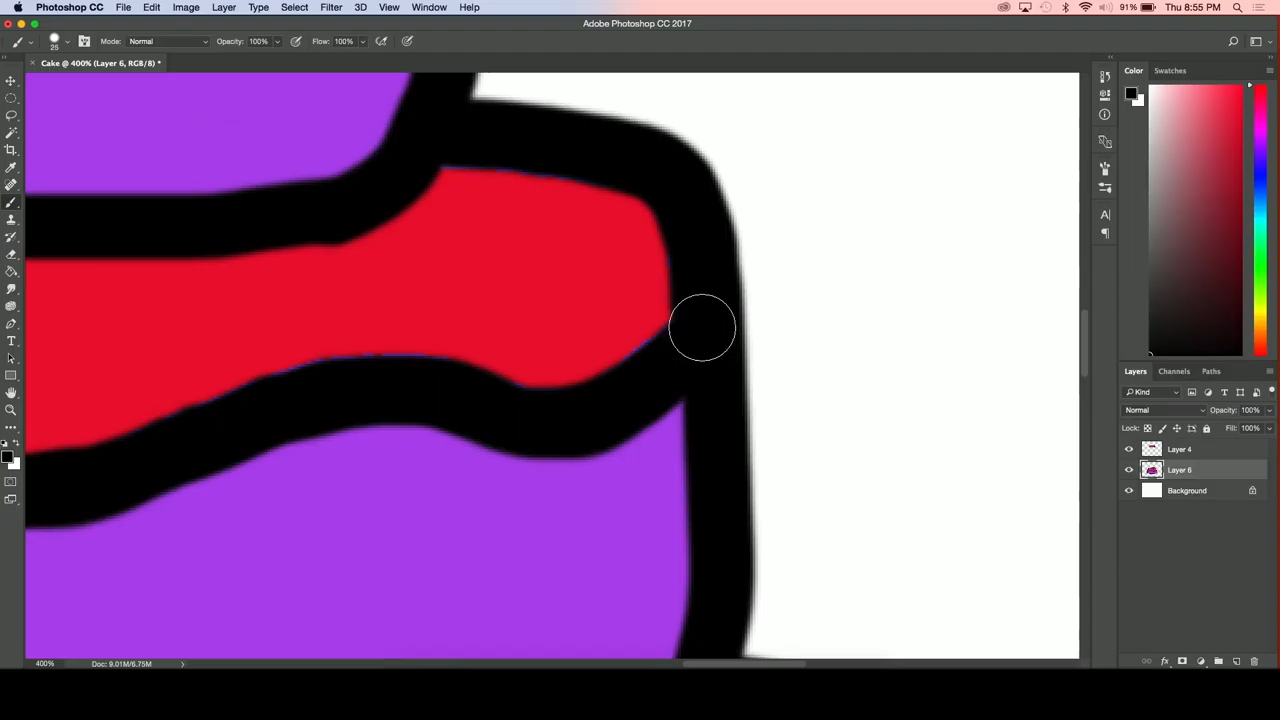 Photoshop CC File Edit Image Layer Type Select Filter 3D View Window Help 91% Thu 8:55 PM
Adobe Photoshop CC 2017
25 Mode: Normal Opacity: 100% Flow: 100%
Cake @ 400% (Layer 6, RGB/8) *
Color Swatches
Layers Channels Paths
Kind
Normal Opacity: 100%
Lock: Fill: 100%
Layer 4
Layer 6
Background
400% Doc: 9.01M/6.75M